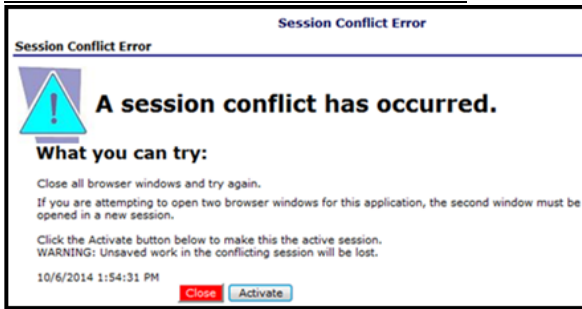 Session Conflict Error
Session Conflict Error
!
A session conflict has occurred.
What you can try:
Close all browser windows and try again.
If you are attempting to open two browser windows for this application, the second window must be
opened in a new session.
Click the Activate button below to make this the active session.
WARNING: Unsaved work in the conflicting session will be lost.
10/6/2014 1:54:31 PM
Close Activate